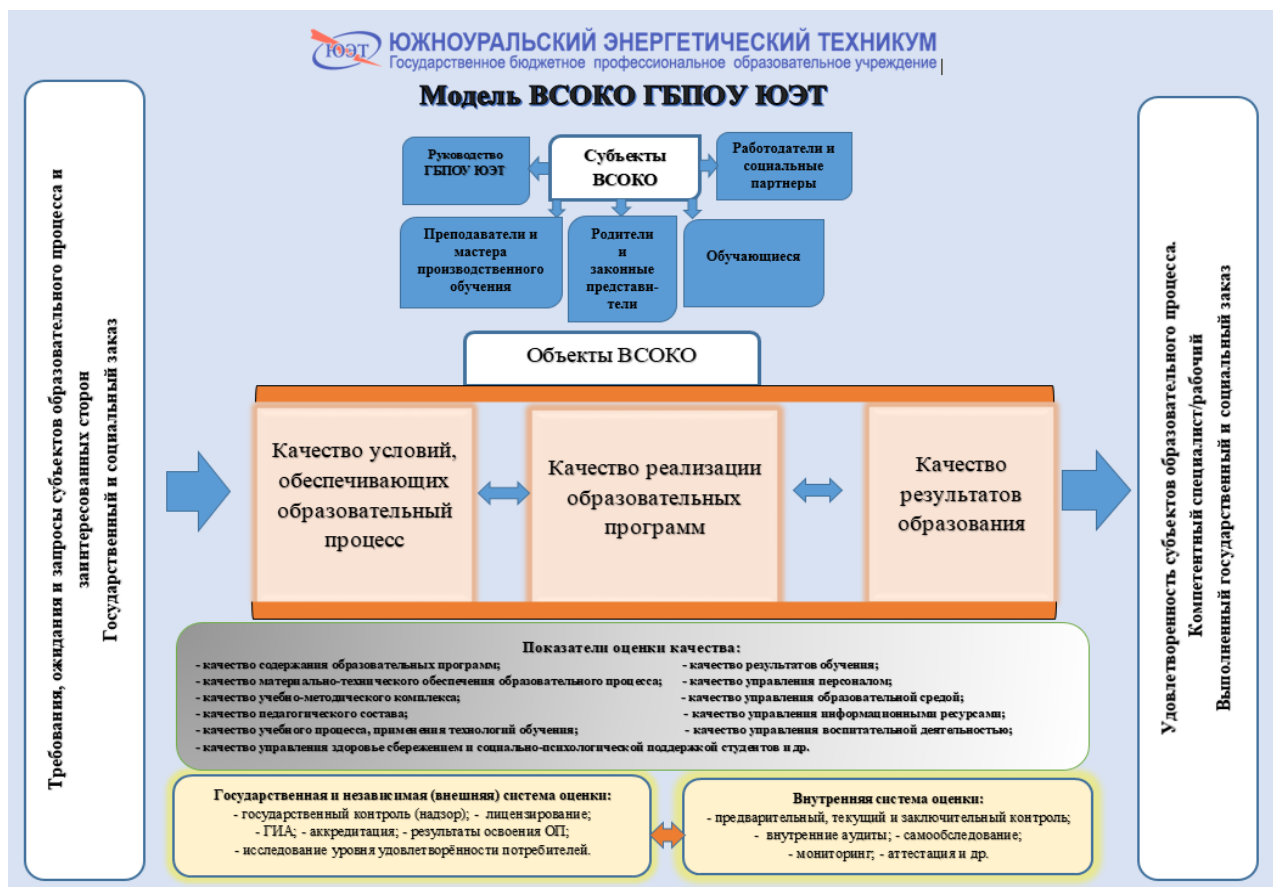 ЮЭТ
ЮЖНОУРАЛЬСКИЙ ЭНЕРГЕТИЧЕСКИЙ ТЕХНИКУМ
Государственное бюджетное профессиональное образовательное учреждение
Модель ВСОКО ГБПОУ ЮЭТ
Требования, ожидания и запросы субъектов образовательного процесса и
заинтересованных сторон
Государственный и социальный заказ
Субъекты
ВСОКО
Руководство
ГБПОУ ЮЭТ
Работодатели и
социальные
партнеры
Преподаватели и
мастера
производственного
обучения
Родители
и
законные
представи-
тели
Обучающиеся
Объекты ВСОКО
Качество условий,
обеспечивающих
образовательный
процесс
Качество реализации
образовательных
программ
Качество
результатов
образования
Показатели оценки качества:
- качество содержания образовательных программ;
- качество материально-технического обеспечения образовательного процесса;
- качество учебно-методического комплекса;
- качество педагогического состава;
- качество учебного процесса, применения технологий обучения;
- качество управления здоровье сбережением и социально-психологической поддержкой студентов и др.
- качество результатов обучения;
- качество управления персоналом;
- качество управления образовательной средой;
- качество управления информационными ресурсами;
- качество управления воспитательной деятельностью;
Государственная и независимая (внешняя) система оценки:
- государственный контроль (надзор); - лицензирование;
- ГИА; - аккредитация; - результаты освоения ОП;
- исследование уровня удовлетворённости потребителей.
Внутренняя система оценки:
- предварительный, текущий и заключительный контроль;
- внутренние аудиты; - самообследование;
- мониторинг; - аттестация и др.
Удовлетворенность субъектов образовательного процесса.
Компетентный специалист/рабочий
Выполненный государственный и социальный заказ